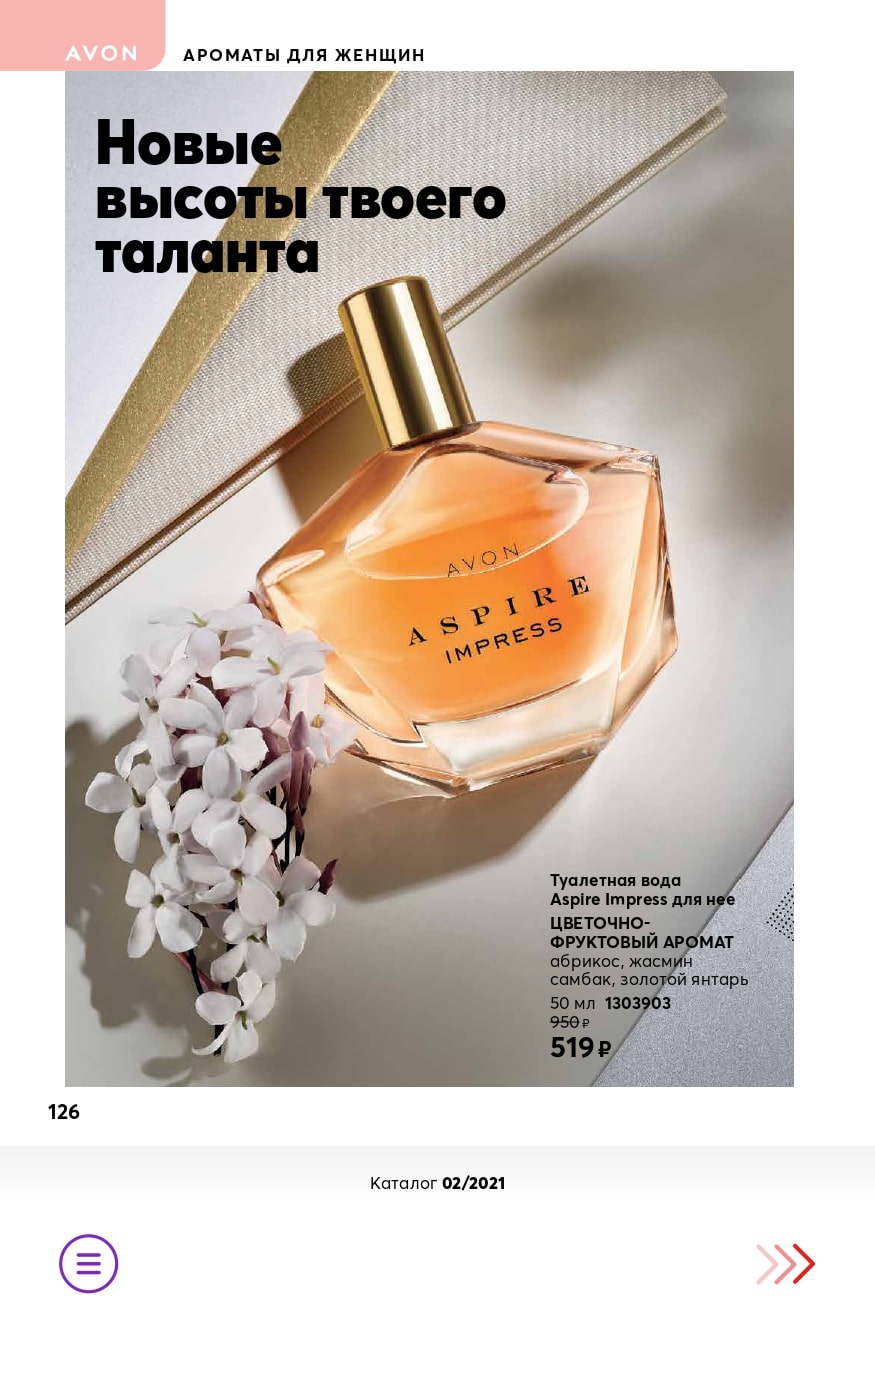 AVON
АРОМАТЫ ДЛЯ ЖЕНЩИН
Новые
высоты твоего
таланта
AVON
ASPIRE
IMPRESS
Туалетная вода
Aspire Impress для нее
ЦВЕТОЧНО-
ФРУКТОВЫЙ АРОМАТ
абрикос, жасмин
самбак, золотой янтарь
50 мл 1303903
950 ₽
519 ₽
126
Каталог 02/2021